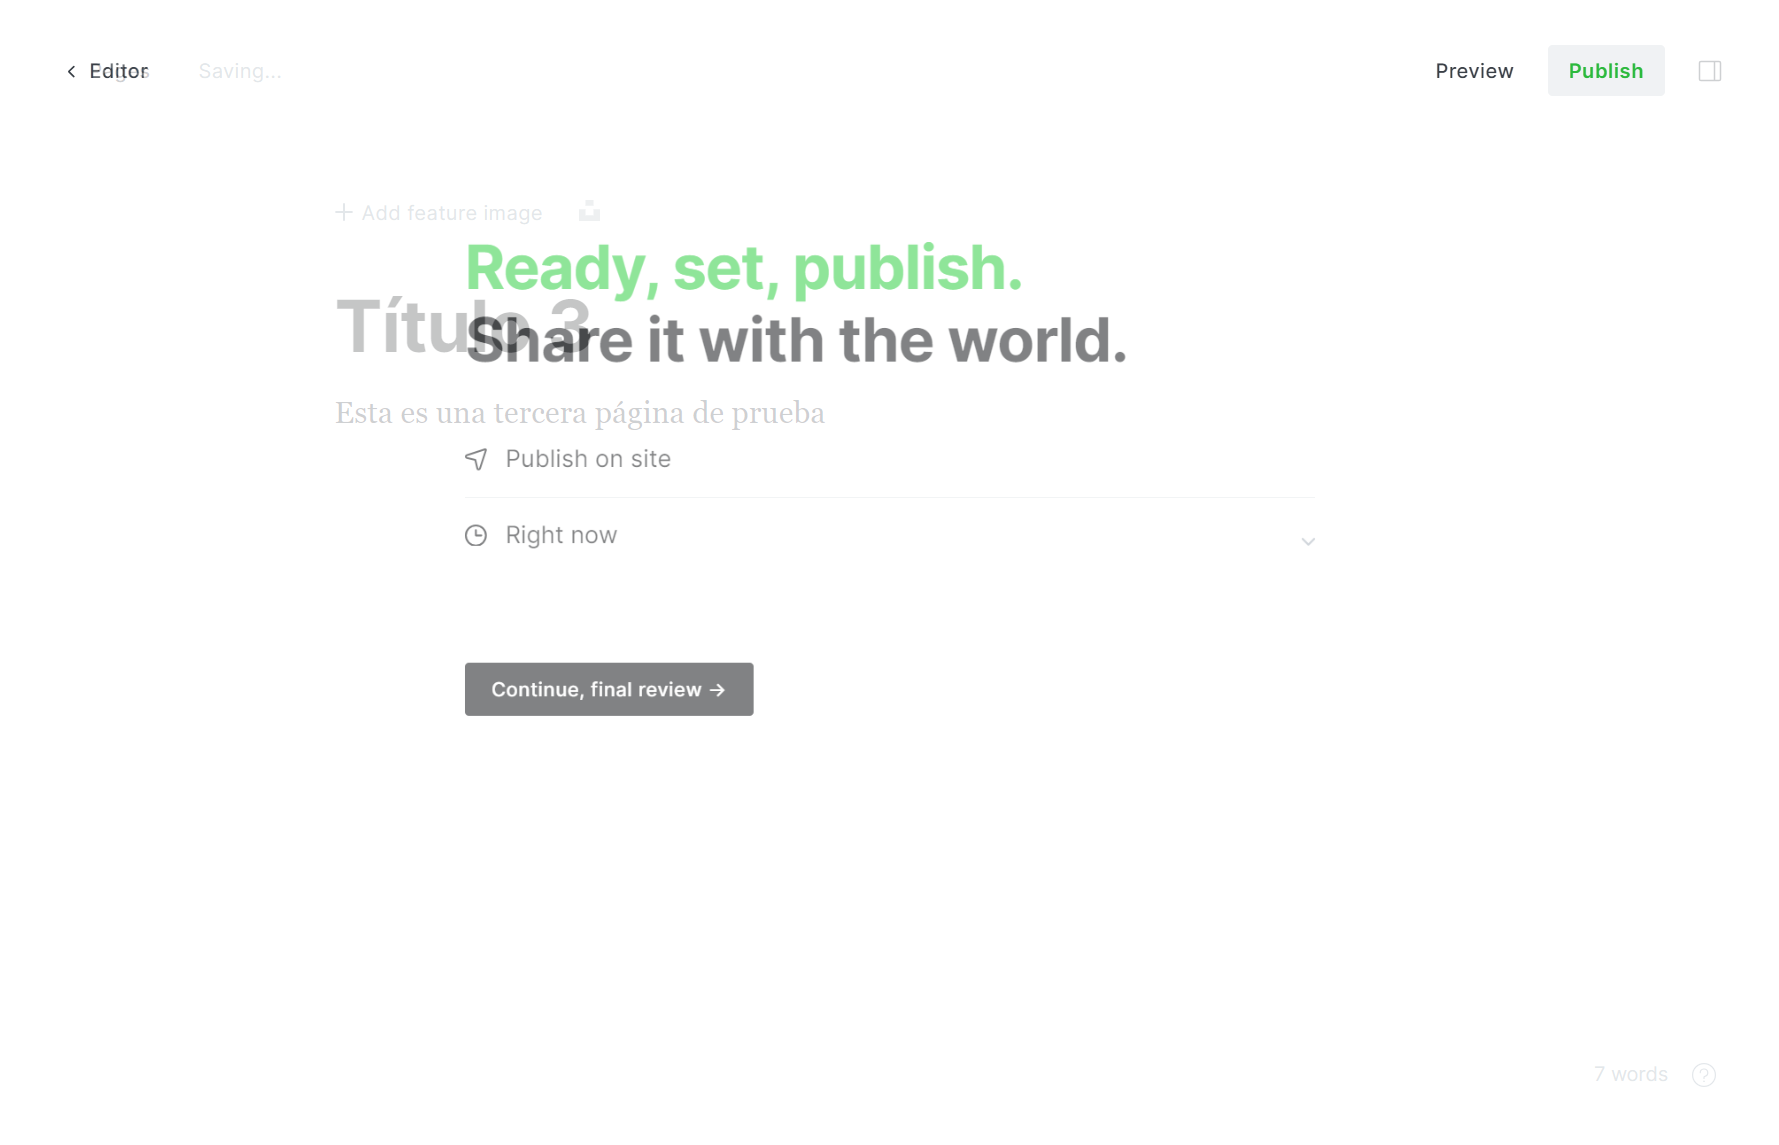 Editor
Pages
Saving...
Preview
Publish
Add feature image
Ready, set, publish.
Título 3
Share it with the world.
Esta es una tercera página de prueba
Publish on site
Right now
Continue, final review →
7 words
?